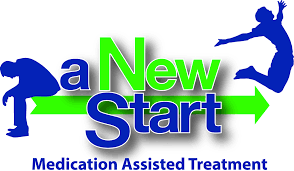 a New
Start
Medication Assisted Treatment